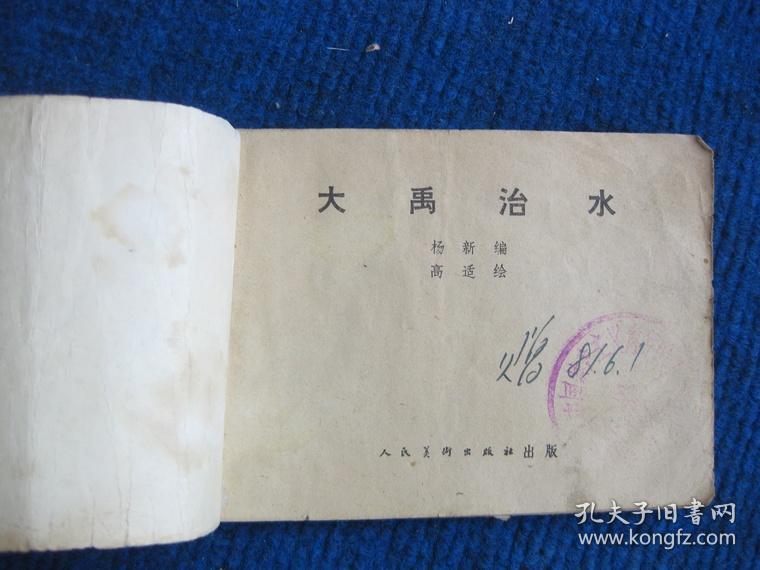 大禹治水
杨新编
高适绘
赠 81.6.1
人民美術出版社出版
孔夫子旧书网
www.kongfz.com